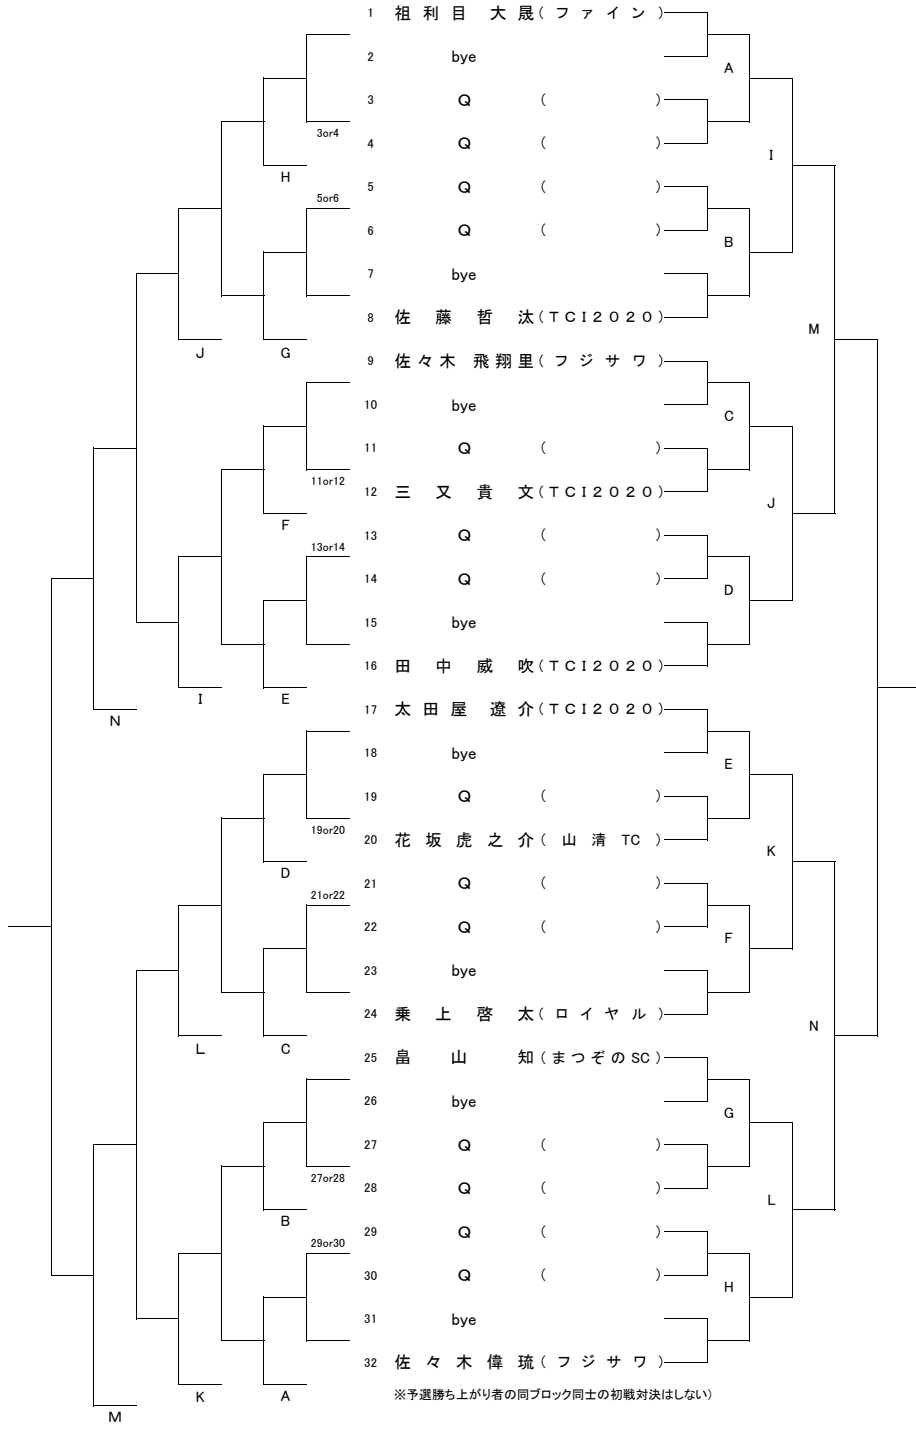 1 祖利目 大晟(ファイン)
2 bye
A
3 Q ( )
3or4
4 Q ( )
I
H
5 Q ( )
5or6
6 Q ( )
B
7 bye
8 佐藤哲汰(TCI2020)
M
J
G
9 佐々木 飛翔里(フジサワ)
10 bye
C
11 Q ( )
11or12
12 三又貴文(TCI2020)
J
F
13 Q ( )
13or14
14 Q ( )
D
15 bye
16 田中威吹(TCI2020)
I
E
17 太田屋 遼介(TCI2020)
N
18 bye
E
19 Q ( )
19or20
20 花坂虎之介(山清TC)
K
D
21 Q ( )
21or22
22 Q ( )
F
23 bye
24 乗上啓太(ロイヤル)
N
L
C
25 畠山知(まつぞのSC)
26 bye
G
27 Q ( )
27or28
28 Q ( )
L
B
29 Q ( )
29or30
30 Q ( )
H
31 bye
32 佐々木偉琉(フジサワ)
※予選勝ち上がり者の同ブロック同士の初戦対決はしない)
K
A
M